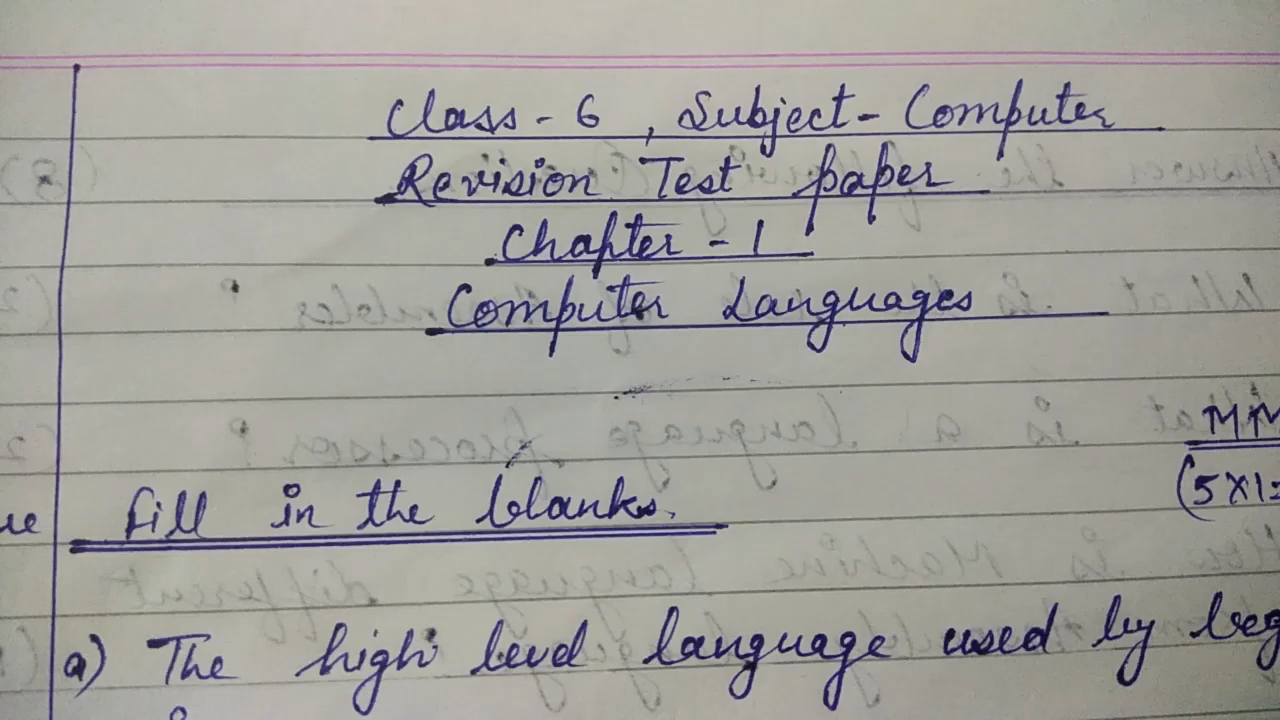 Class - 6, Subject - Computer
Revision Test paper
Chapter - 1
Computer Languages
MM
fill in the blanks.
(5X1=
a) The high level language used by beg